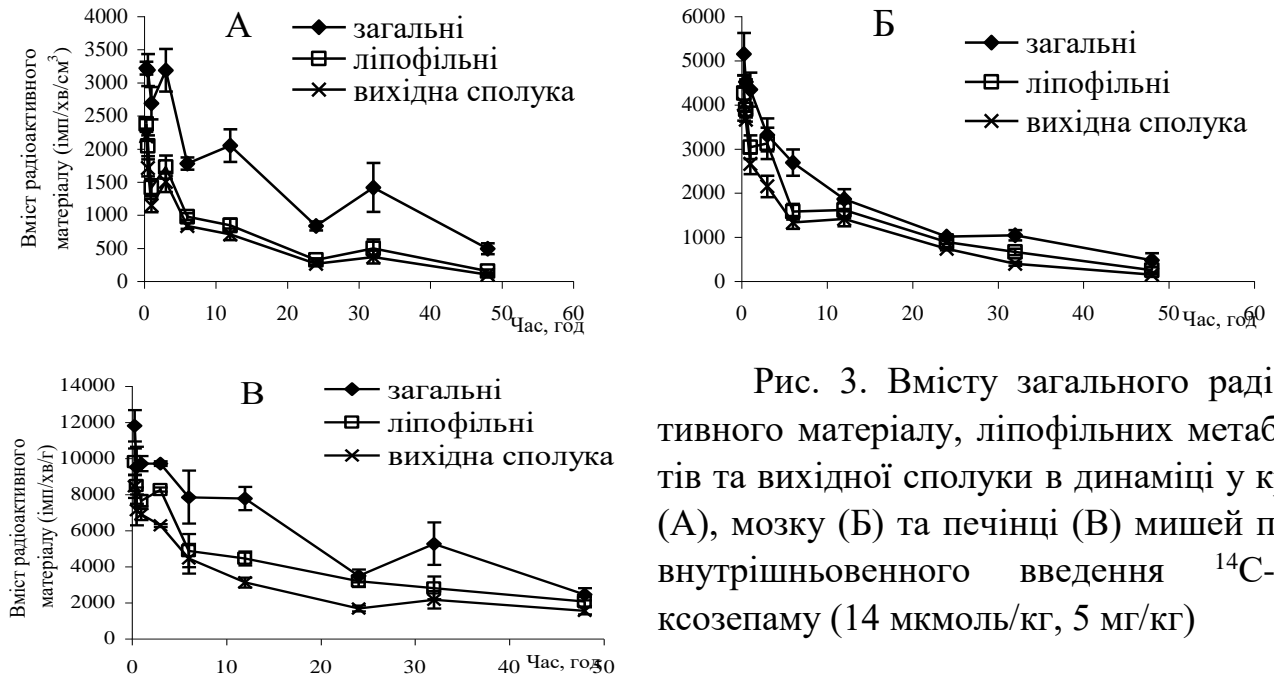 Вміст радіоактивного
матеріалу (імп/хв/см³)
4000
3500
3000
2500
2000
1500
1000
500
0
А
загальні
ліпофільні
вихідна сполука
0 10 20 30 40 50 60
Час, год
6000
5000
4000
3000
2000
1000
0
Б
загальні
ліпофільні
вихідна сполука
0 10 20 30 40 50 60
Час, год
Вміст радіоактивного
матеріалу (імп/хв/г)
14000
12000
10000
8000
6000
4000
2000
0
В
загальні
ліпофільні
вихідна сполука
0 10 20 30 40 50
Час, год
Рис. 3. Вмісту загального раді
тивного матеріалу, ліпофільних метаб
тів та вихідної сполуки в динаміці у к
(А), мозку (Б) та печінці (В) мишей п
внутрішньовенного введення ¹⁴С-
ксозепаму (14 мкмоль/кг, 5 мг/кг)